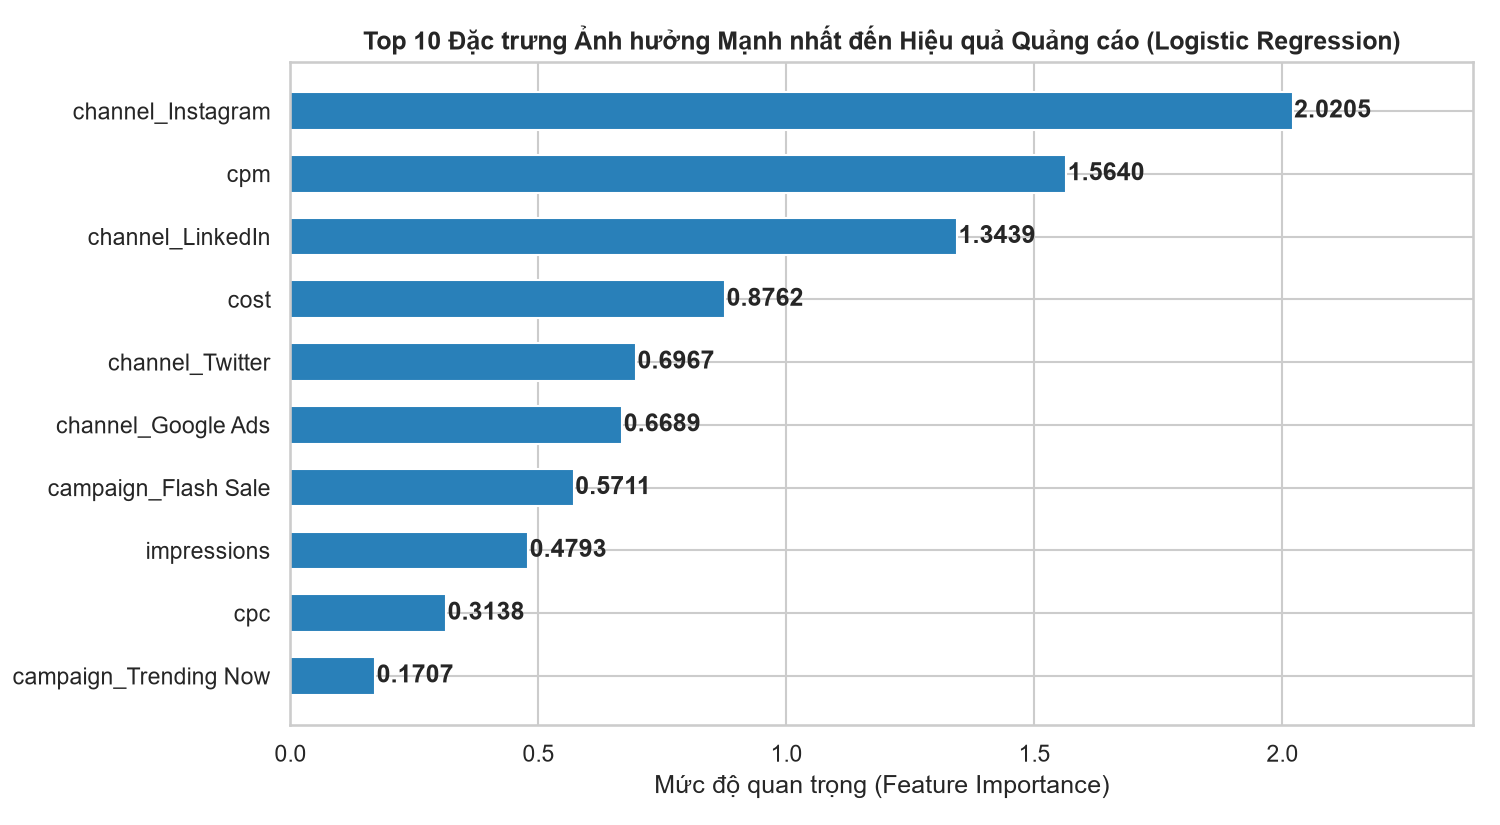 Top 10 Đặc trưng Ảnh hưởng Mạnh nhất đến Hiệu quả Quảng cáo (Logistic Regression)
channel_Instagram 2.0205
cpm 1.5640
channel_LinkedIn 1.3439
cost 0.8762
channel_Twitter 0.6967
channel_Google Ads 0.6689
campaign_Flash Sale 0.5711
impressions 0.4793
cpc 0.3138
campaign_Trending Now 0.1707
0.0 0.5 1.0 1.5 2.0
Mức độ quan trọng (Feature Importance)